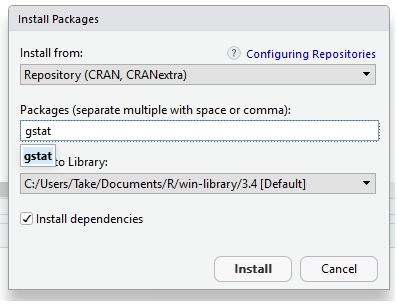 Install Packages
Install from:
? Configuring Repositories
Repository (CRAN, CRANextra)
Packages (separate multiple with space or comma):
gstat
gstat
to Library:
C:/Users/Take/Documents/R/win-library/3.4 [Default]
Install dependencies
Install
Cancel